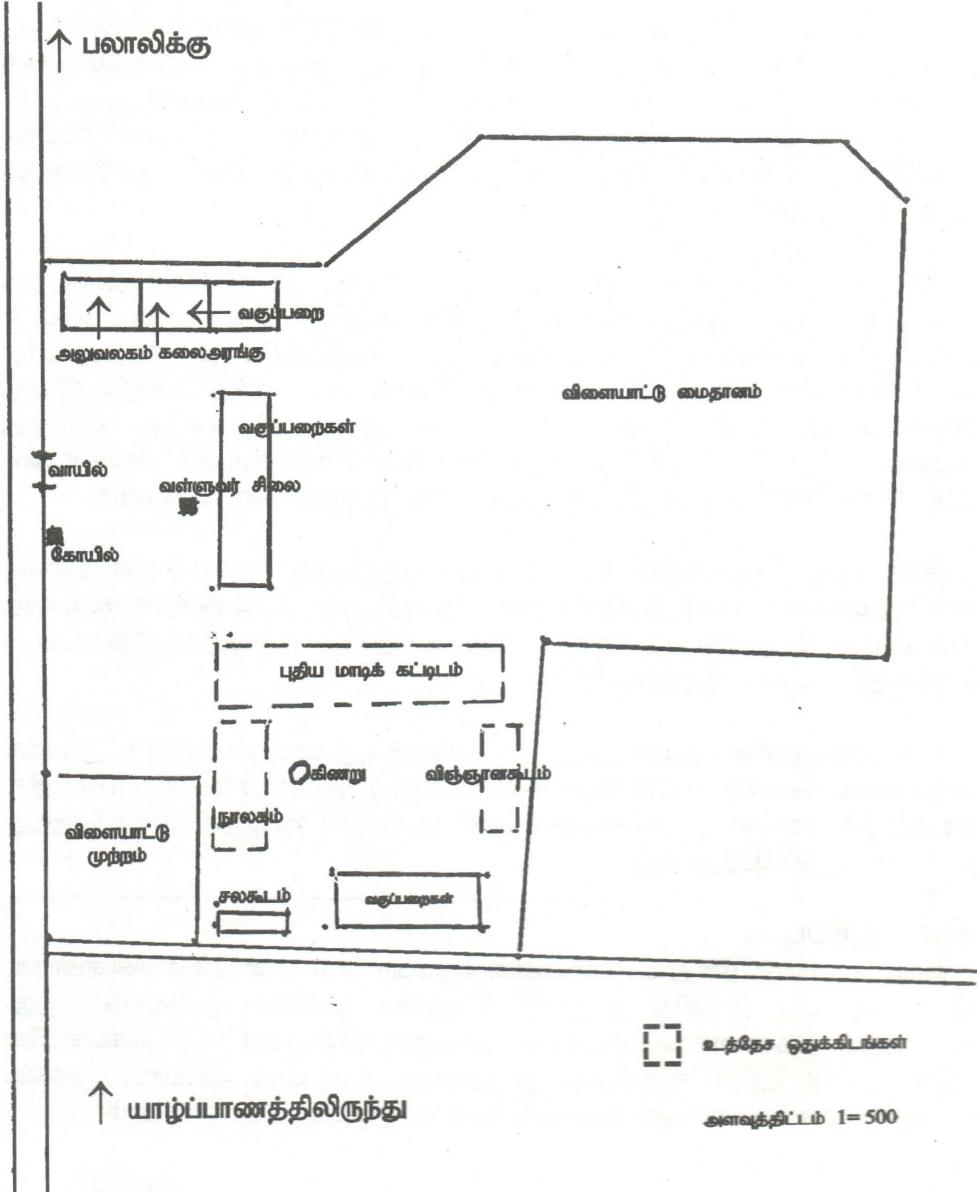 ↑ பலாலிக்கு
வகுப்பறை
அலுவலகம் கலைஅரங்கு
விளையாட்டு மைதானம்
வகுப்பறைகள்
வாயில்
வள்ளுவர் சிலை
கோயில்
புதிய மாடிக் கட்டிடம்
கிணறு
விஞ்ஞானகூடம்
நூலகம்
விளையாட்டு
முற்றம்
சலகூடம்
வகுப்பறைகள்
உத்தேச ஒதுக்கிடங்கள்
↑ யாழ்ப்பாணத்திலிருந்து
அளவுத்திட்டம் 1= 500